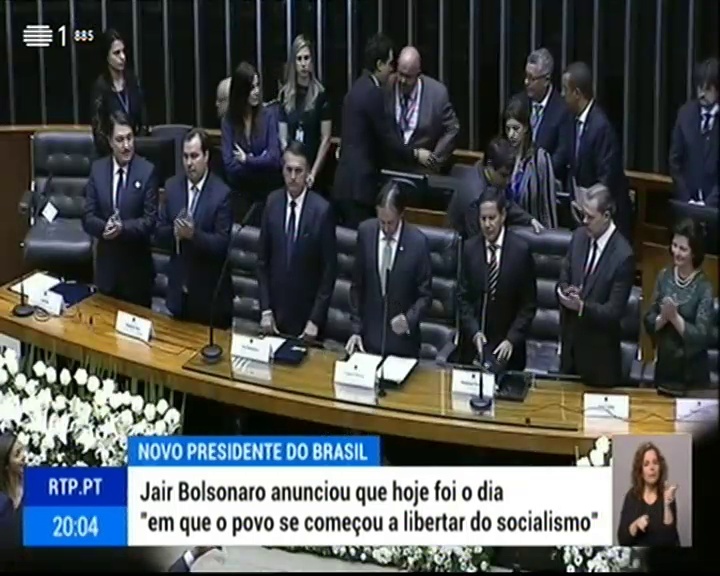 1 885
NOVO PRESIDENTE DO BRASIL
RTP.PT
20:04
Jair Bolsonaro anunciou que hoje foi o dia
"em que o povo se começou a libertar do socialismo"